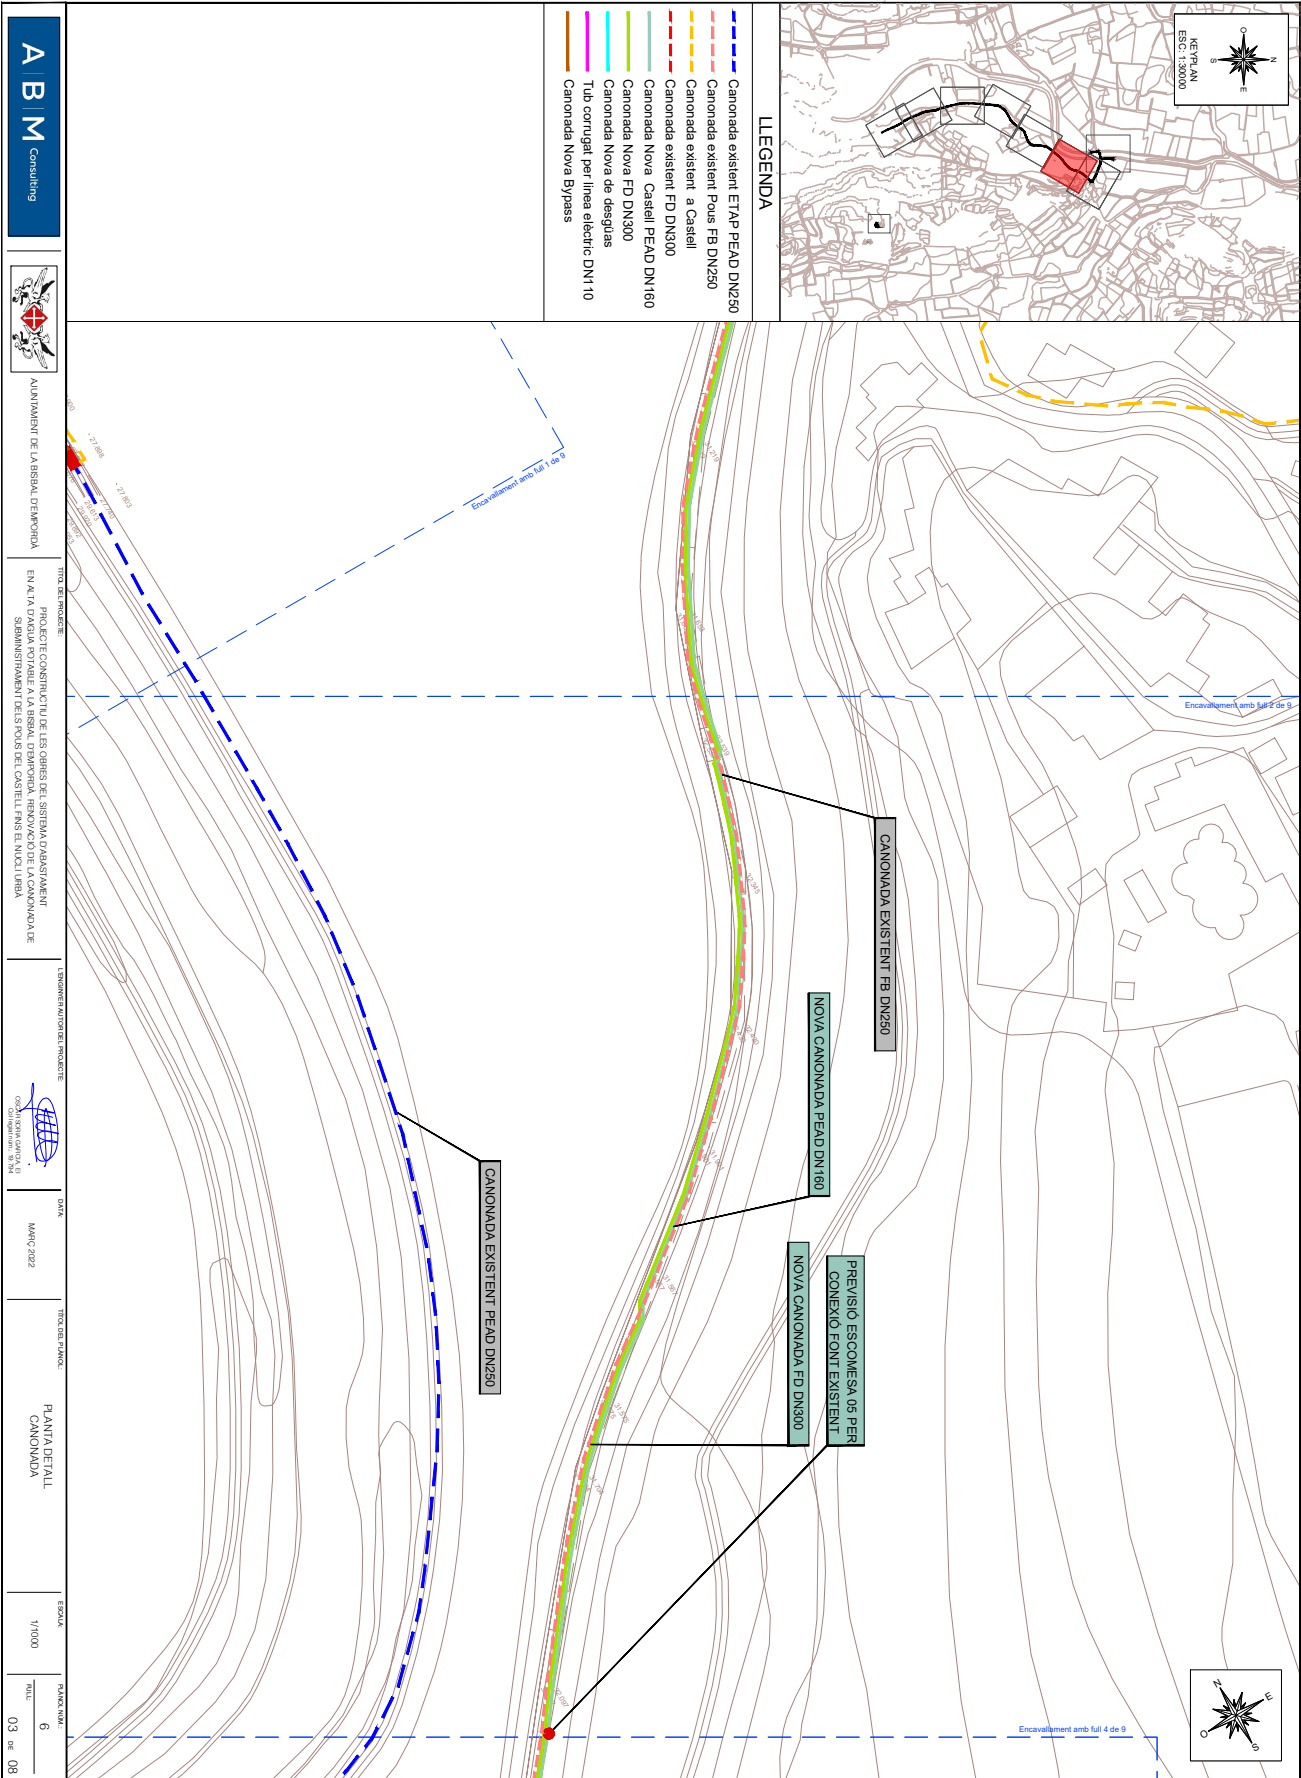 KEYPLAN
ESC: 1:30000
N
E
S
O
LLEGENDA
Canonada existent ETAP PEAD DN250
Canonada existent Pous FB DN250
Canonada existent a Castell
Canonada existent FD DN300
Canonada Nova Castell PEAD DN160
Canonada Nova FD DN300
Canonada Nova de desgüas
Tub corrugat per linea elèctric DN110
Canonada Nova Bypass
Encavallament amb full 1 de 9
Encavallament amb full 2 de 9
Encavallament amb full 4 de 9
CANONADA EXISTENT FB DN250
NOVA CANONADA PEAD DN160
PREVISIÓ ESCOMESA 05 PER
CONEXIÓ FONT EXISTENT
NOVA CANONADA FD DN300
CANONADA EXISTENT PEAD DN250
27.898
27.803
N
E
S
O
A B M Consulting
AJUNTAMENT DE LA BISBAL D'EMPORDÀ
TÍTOL DEL PROJECTE:
PROJECTE CONSTRUCTIU DE LES OBRES DEL SISTEMA D'ABASTAMENT
EN ALTA D'AIGUA POTABLE A LA BISBAL D'EMPORDÀ. RENOVACIÓ DE LA CANONADA DE
SUBMINISTRAMENT DELS POUS DEL CASTELL FINS EL NUCLI URBÀ
L'ENGINYER AUTOR DEL PROJECTE:
DATA:
MARÇ 2022
TÍTOL DEL PLÀNOL:
PLANTA DETALL
CANONADA
ESCALA:
1/1000
PLÀNOL NÚM.:
6
FULL:
03 DE 08